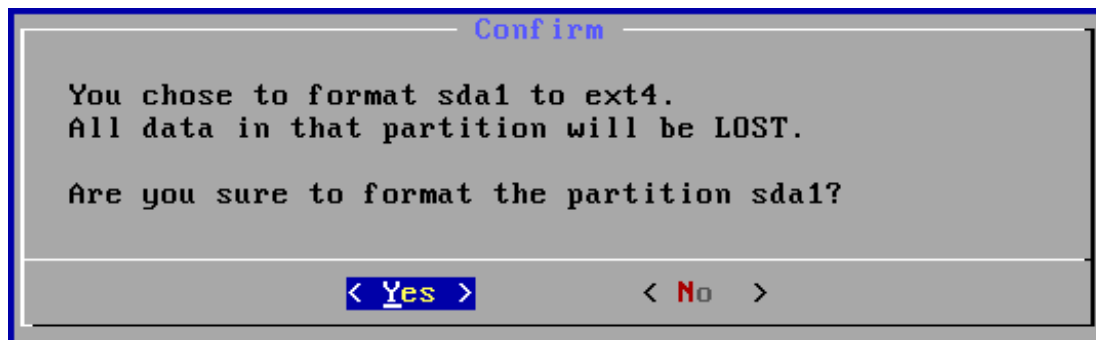 Confirm
You chose to format sda1 to ext4.
All data in that partition will be LOST.
Are you sure to format the partition sda1?
< Yes > < No >